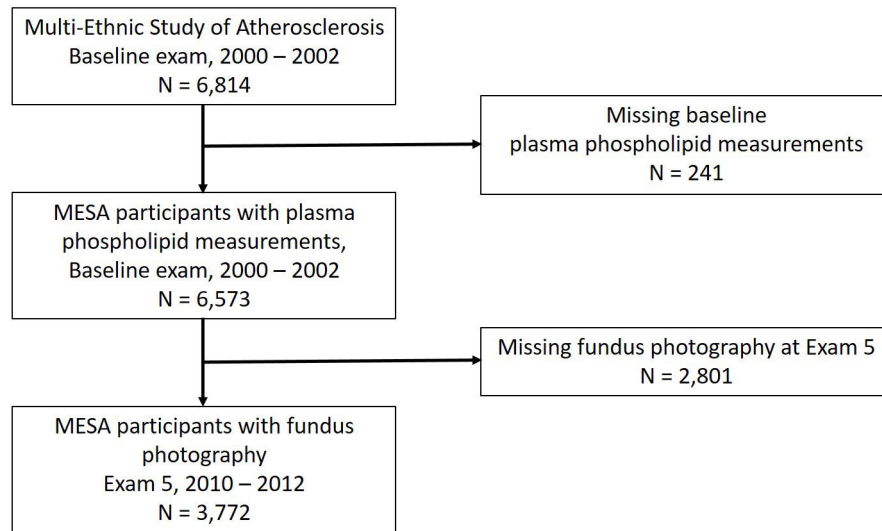 Multi-Ethnic Study of Atherosclerosis
Baseline exam, 2000 – 2002
N = 6,814
Missing baseline
plasma phospholipid measurements
N = 241
MESA participants with plasma
phospholipid measurements,
Baseline exam, 2000 – 2002
N = 6,573
Missing fundus photography at Exam 5
N = 2,801
MESA participants with fundus
photography
Exam 5, 2010 – 2012
N = 3,772